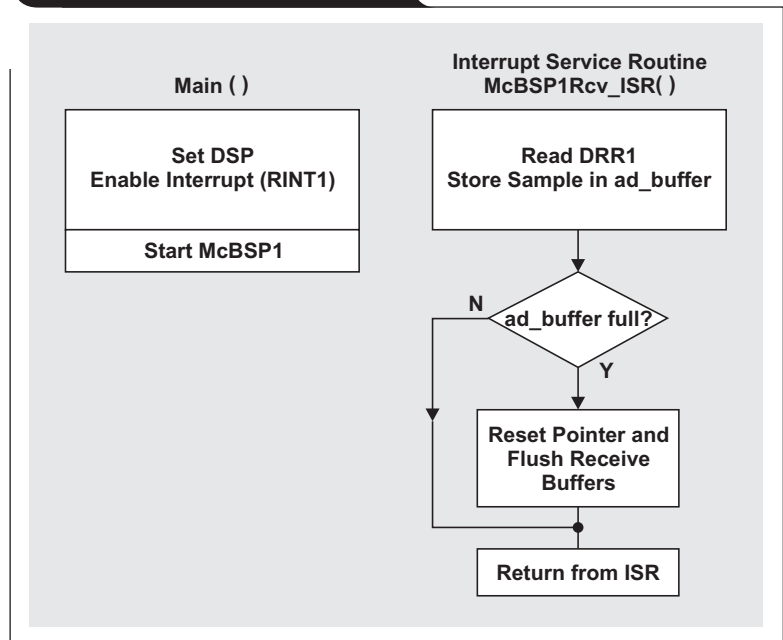 Main ( )
Set DSP
Enable Interrupt (RINT1)
Start McBSP1
Interrupt Service Routine
McBSP1Rcv_ISR( )
Read DRR1
Store Sample in ad_buffer
ad_buffer full?
N
Y
Reset Pointer and
Flush Receive
Buffers
Return from ISR